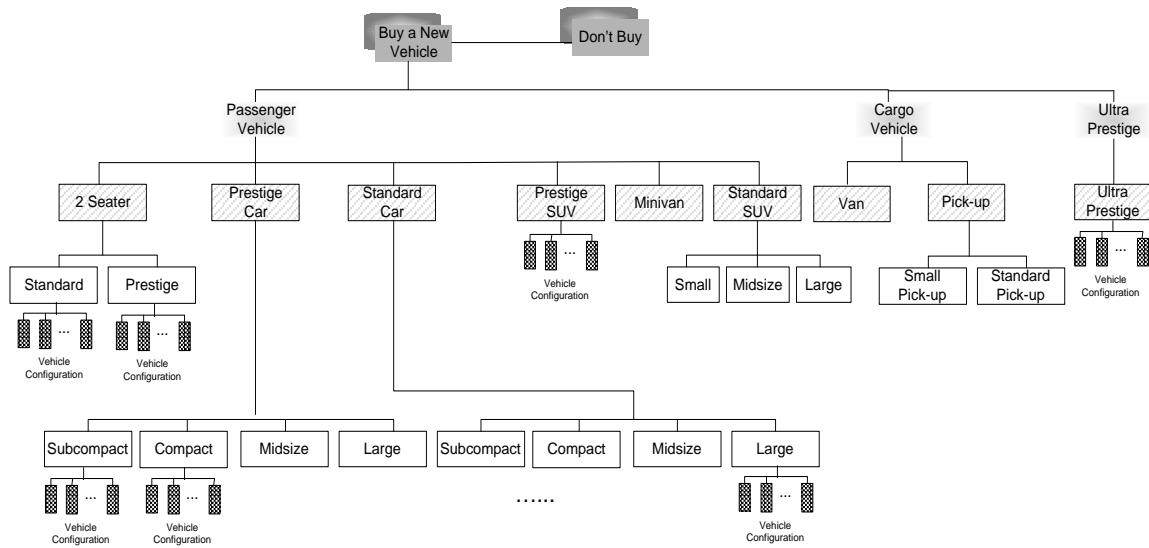 Buy a New
Vehicle
Don't Buy
Passenger
Vehicle
Cargo
Vehicle
Ultra
Prestige
2 Seater
Prestige
Car
Standard
Car
Prestige
SUV
Minivan
Standard
SUV
Van
Pick-up
Ultra
Prestige
...
Vehicle
Configuration
...
Vehicle
Configuration
Standard
Prestige
Small
Midsize
Large
Small
Pick-up
Standard
Pick-up
...
Vehicle
Configuration
...
Vehicle
Configuration
Subcompact
Compact
Midsize
Large
Subcompact
Compact
Midsize
Large
...
Vehicle
Configuration
...
Vehicle
Configuration
......
...
Vehicle
Configuration